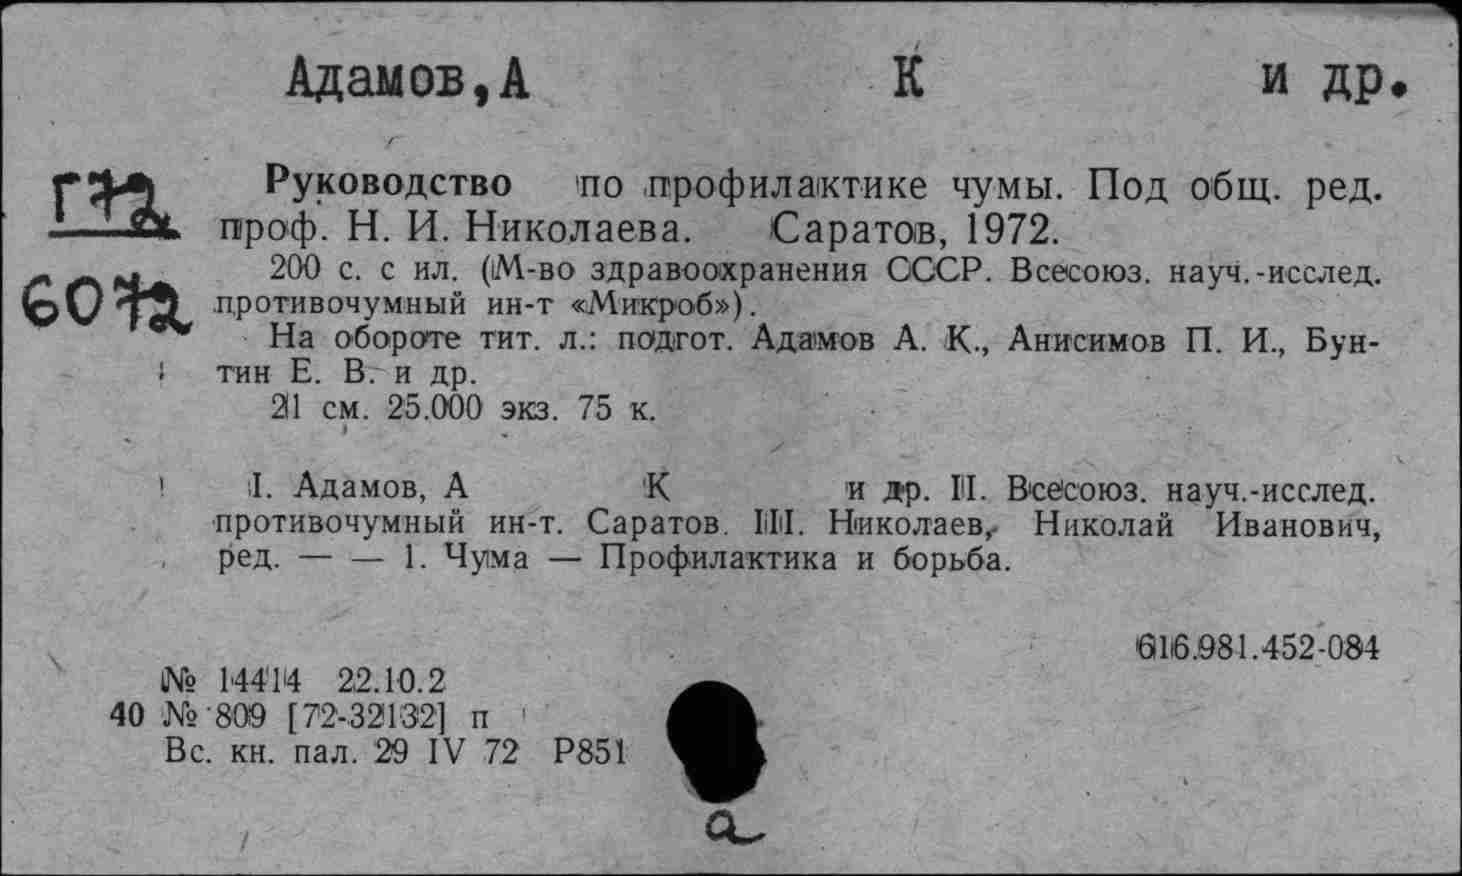 Адамов,А К и др.
Руководство по профилактике чумы. Под общ. ред.
проф. Н. И. Николаева. Саратов, 1972.
200 с. с ил. (М-во здравоохранения СССР. Всесоюз. науч.-исслед.
противочумный ин-т «Микроб»).
На обороте тит. л.: подгот. Адамов А. К., Анисимов П. И., Бун-
тин Е. В. и др.
21 см. 25.000 экз. 75 к.
I. Адамов, А К и др. II. Всесоюз. науч.-исслед.
противочумный ин-т. Саратов. III. Николаев, Николай Иванович,
ред. — — 1. Чума — Профилактика и борьба.
616.981.452-084
№ 14414 22.10.2
40 № 809 [72-32132] п
Вс. кн. пал. 29 IV 72 Р851